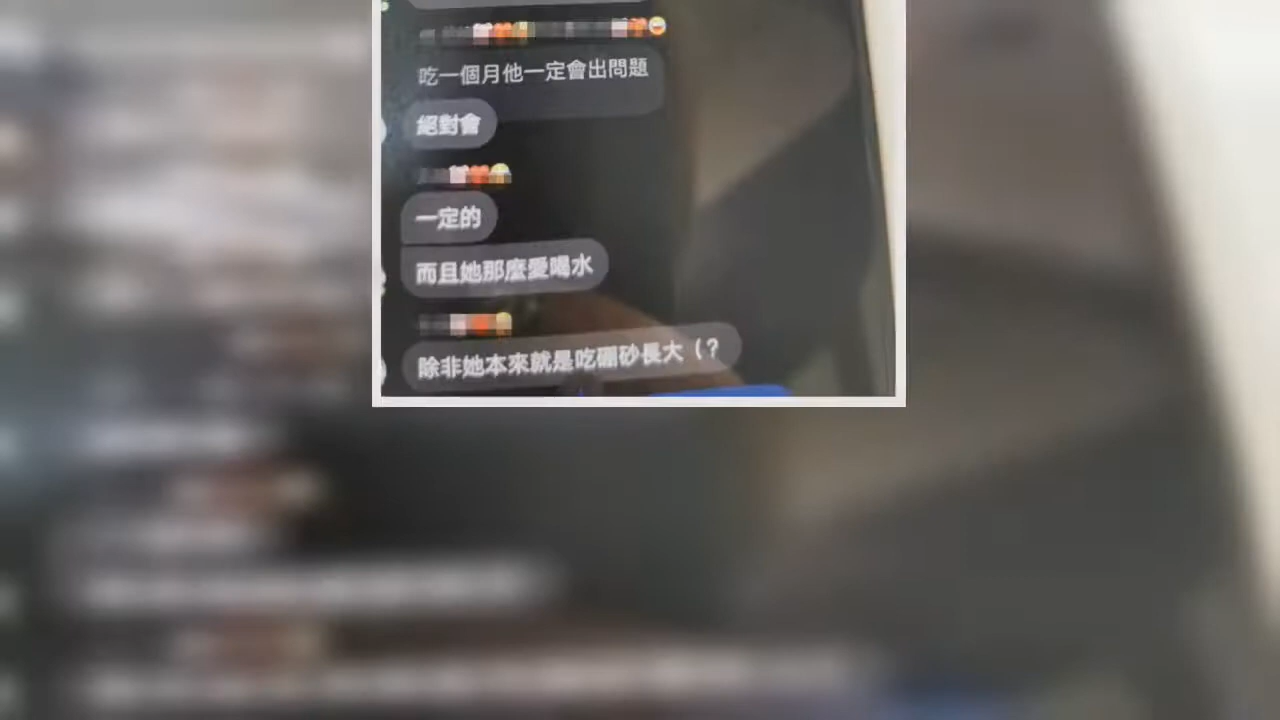 吃一個月他一定會出問題
絕對會
一定的
而且她那麼愛喝水
除非她本來就是吃硼砂長大（？